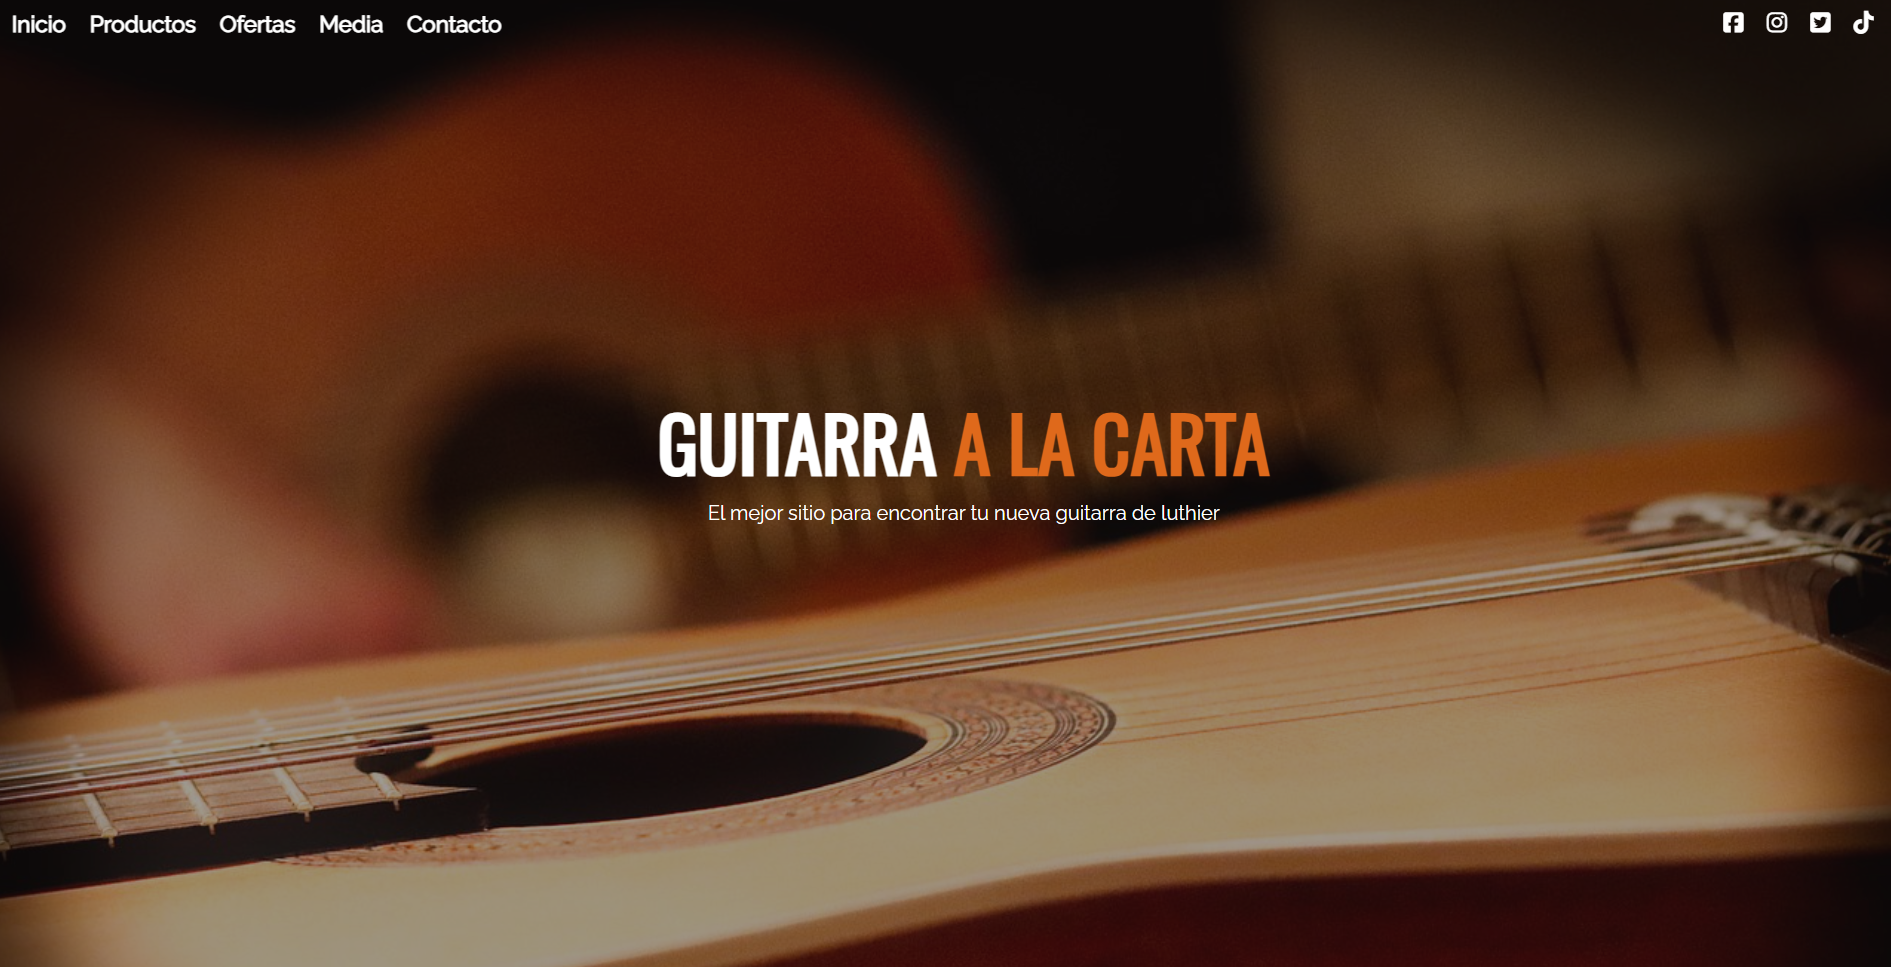 Inicio Productos Ofertas Media Contacto
GUITARRA A LA CARTA
El mejor sitio para encontrar tu nueva guitarra de luthier